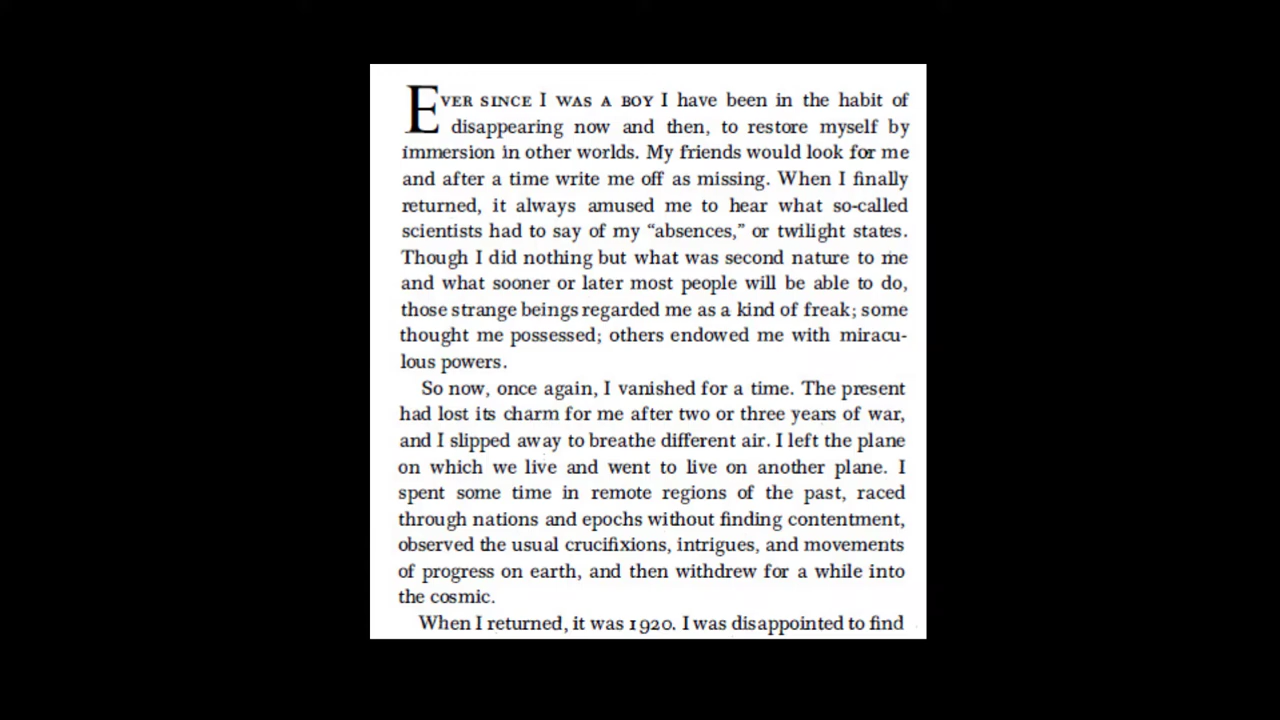 EVER SINCE I WAS A BOY I have been in the habit of
disappearing now and then, to restore myself by
immersion in other worlds. My friends would look for me
and after a time write me off as missing. When I finally
returned, it always amused me to hear what so-called
scientists had to say of my “absences,” or twilight states.
Though I did nothing but what was second nature to me
and what sooner or later most people will be able to do,
those strange beings regarded me as a kind of freak; some
thought me possessed; others endowed me with miracu-
lous powers.
So now, once again, I vanished for a time. The present
had lost its charm for me after two or three years of war,
and I slipped away to breathe different air. I left the plane
on which we live and went to live on another plane. I
spent some time in remote regions of the past, raced
through nations and epochs without finding contentment,
observed the usual crucifixions, intrigues, and movements
of progress on earth, and then withdrew for a while into
the cosmic.
When I returned, it was 1920. I was disappointed to find